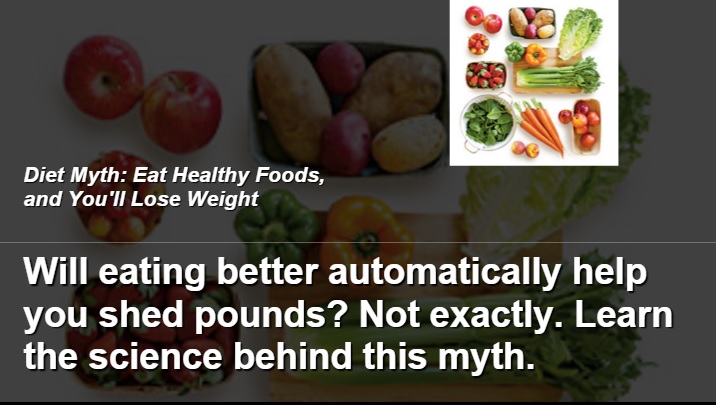 Diet Myth: Eat Healthy Foods,
and You'll Lose Weight
Will eating better automatically help
you shed pounds? Not exactly. Learn
the science behind this myth.